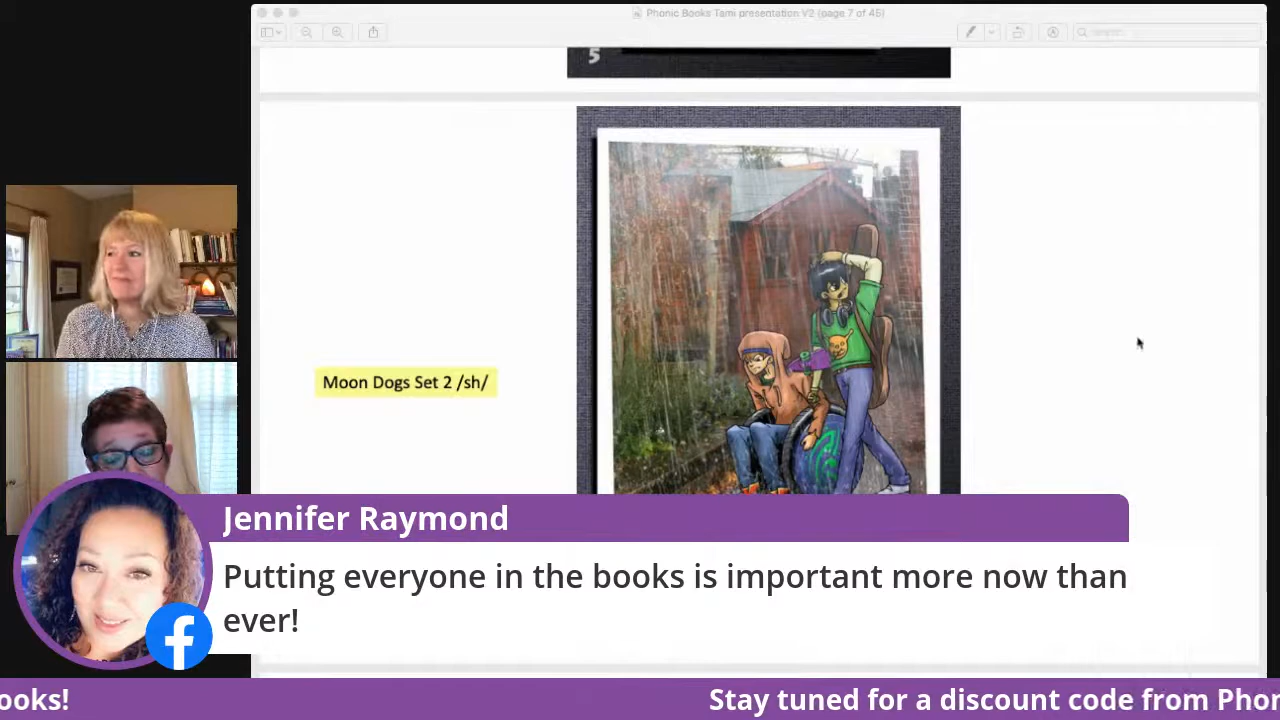 Phonic Books Tami presentation V2 (page 7 of 45)
Search
5
Moon Dogs Set 2 /sh/
Jennifer Raymond
Putting everyone in the books is important more now than
ever!
ooks!
Stay tuned for a discount code from Phon